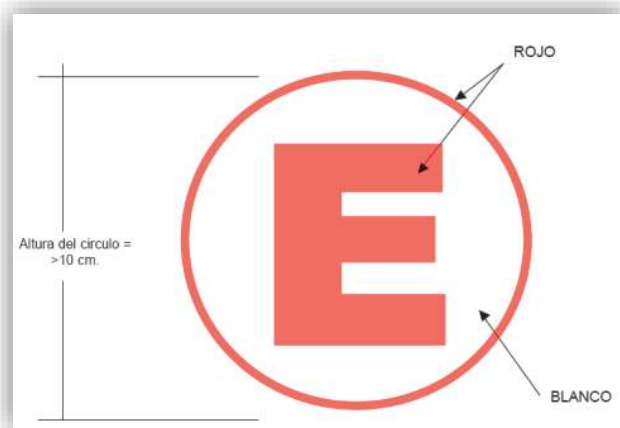 ROJO
E
Altura del circulo =
>10 cm.
BLANCO